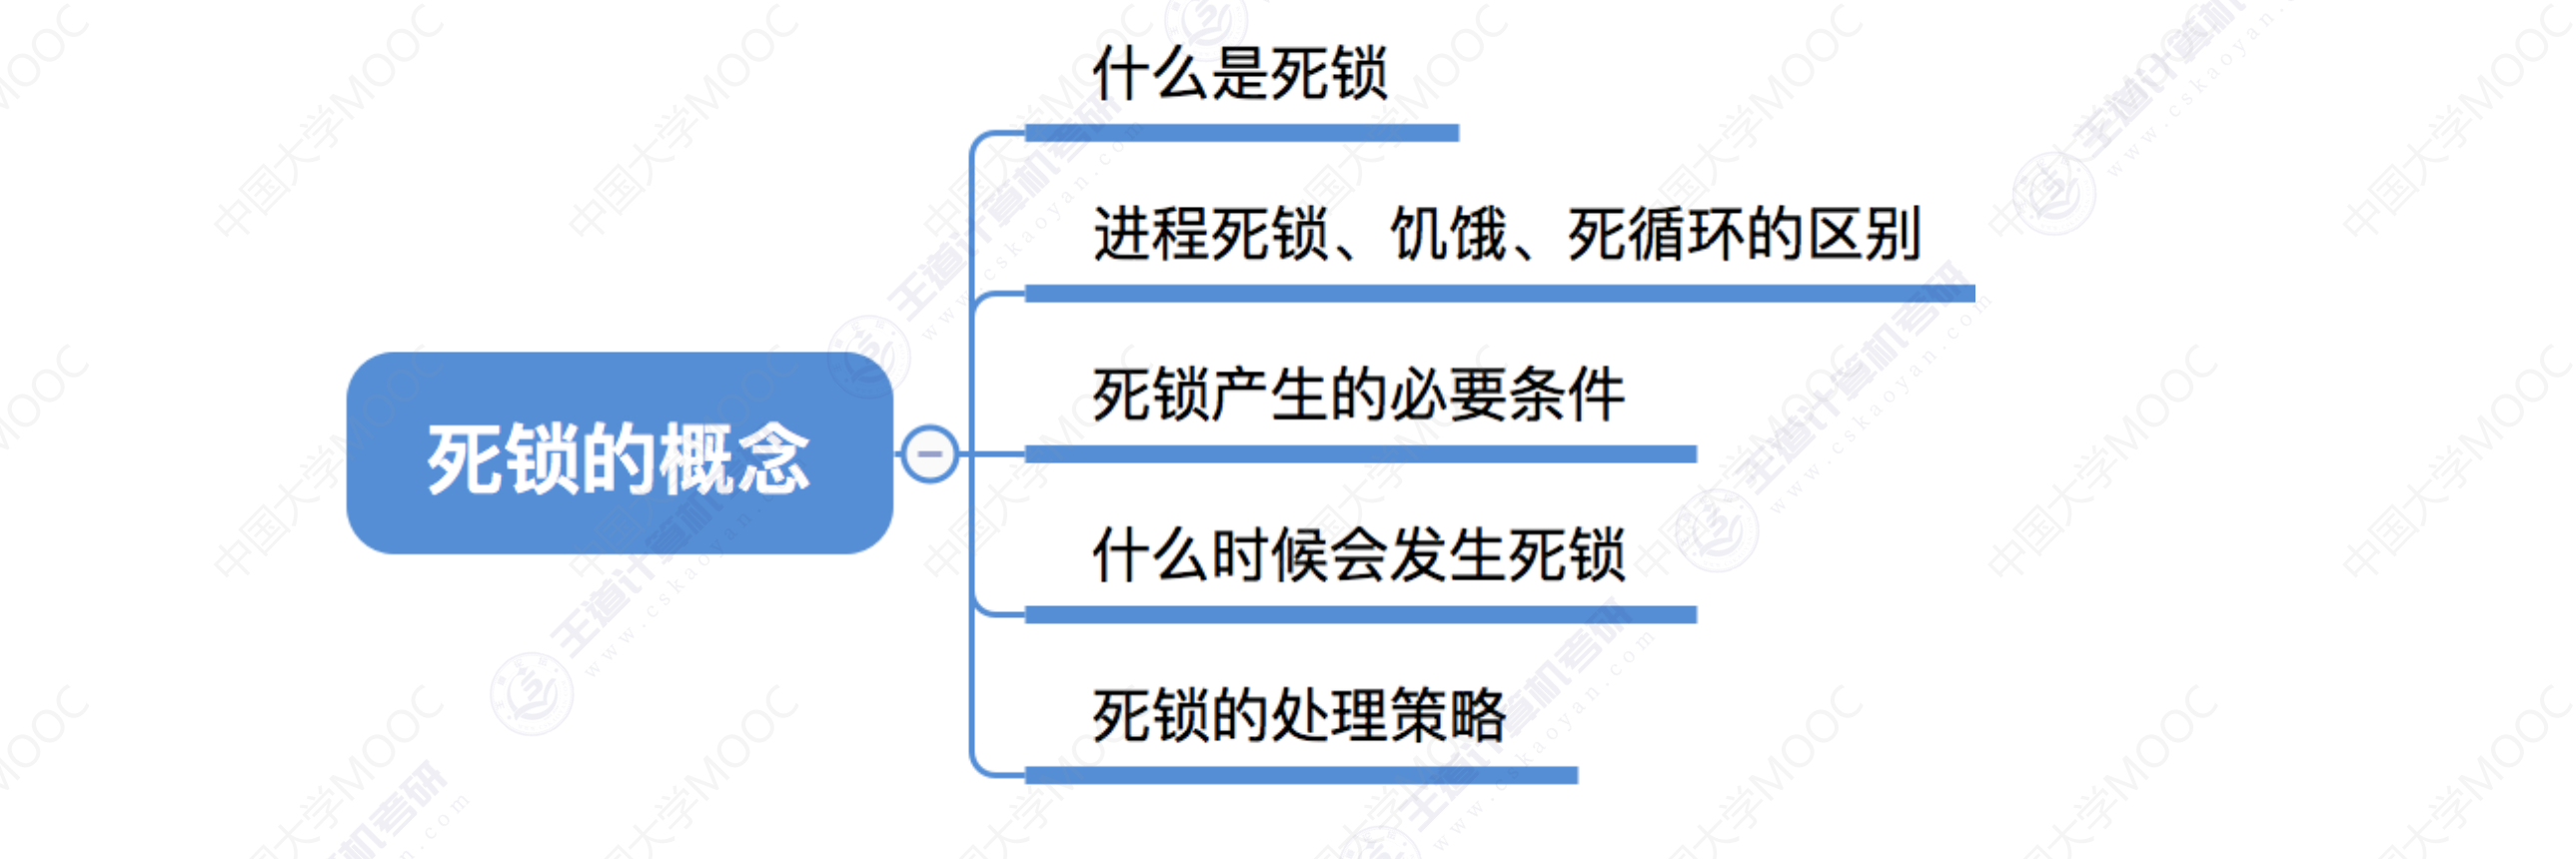 什么是死锁
进程死锁、饥饿、死循环的区别
死锁的概念
死锁产生的必要条件
什么时候会发生死锁
死锁的处理策略
中国大学MOOC
王道计算机考研
www.cskaoyan.com